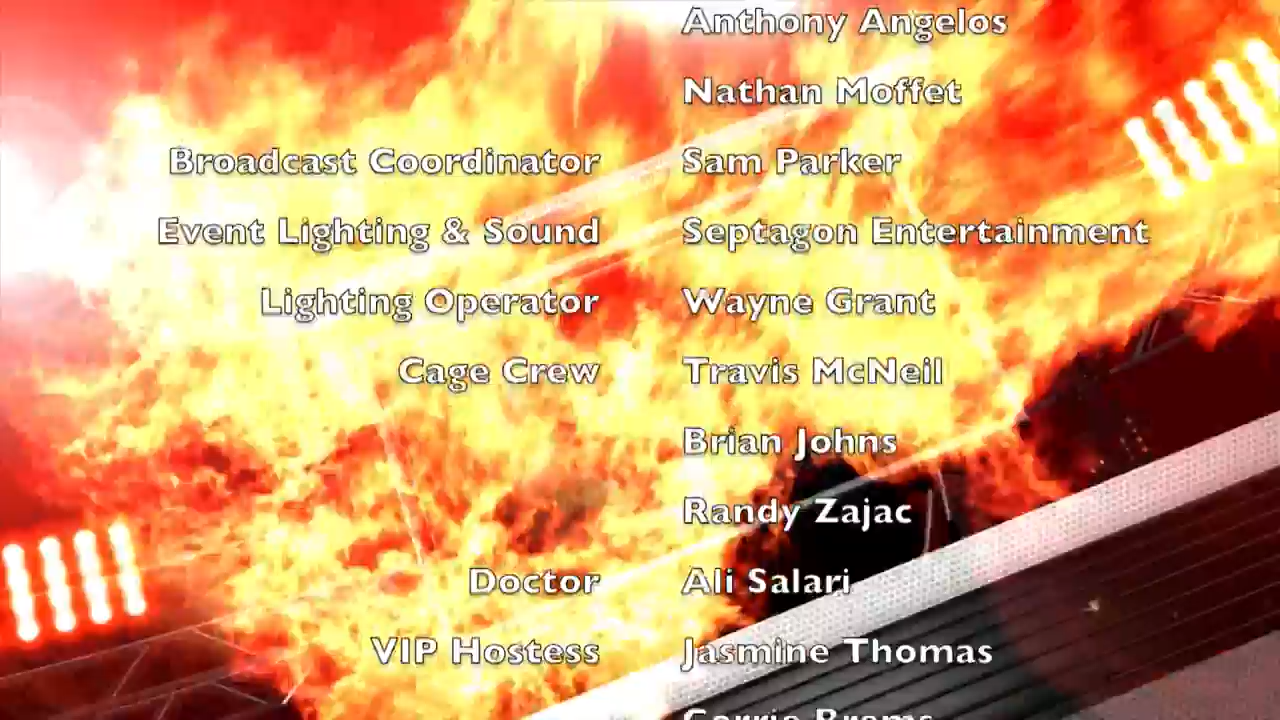 Anthony Angelos
Nathan Moffet
Broadcast Coordinator Sam Parker
Event Lighting & Sound Septagon Entertainment
Lighting Operator Wayne Grant
Cage Crew Travis McNeil
Brian Johns
Randy Zajac
Doctor Ali Salari
VIP Hostess Jasmine Thomas